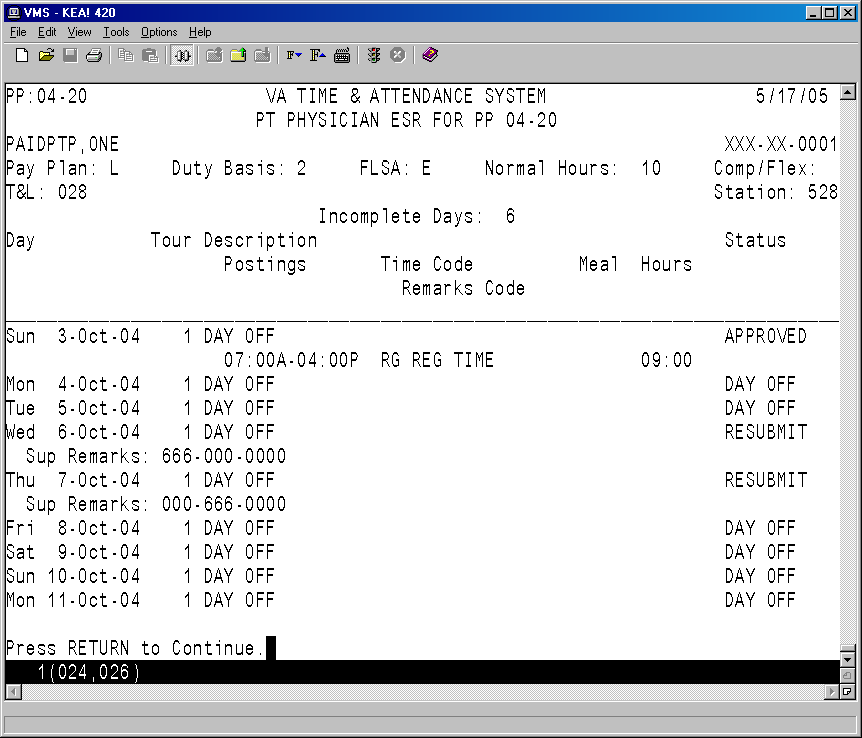 VMS - KEA! 420
File Edit View Tools Options Help
PP:04-20 VA TIME & ATTENDANCE SYSTEM 5/17/05
PT PHYSICIAN ESR FOR PP 04-20
PAIDPTP,ONE XXX-XX-0001
Pay Plan: L Duty Basis: 2 FLSA: E Normal Hours: 10 Comp/Flex:
T&L: 028 Station: 528
Incomplete Days: 6
Day Tour Description Status
Postings Time Code Meal Hours
Remarks Code
Sun 3-Oct-04 1 DAY OFF APPROVED
07:00A-04:00P RG REG TIME 09:00
Mon 4-Oct-04 1 DAY OFF DAY OFF
Tue 5-Oct-04 1 DAY OFF DAY OFF
Wed 6-Oct-04 1 DAY OFF RESUBMIT
Sup Remarks: 666-000-0000
Thu 7-Oct-04 1 DAY OFF RESUBMIT
Sup Remarks: 000-666-0000
Fri 8-Oct-04 1 DAY OFF DAY OFF
Sat 9-Oct-04 1 DAY OFF DAY OFF
Sun 10-Oct-04 1 DAY OFF DAY OFF
Mon 11-Oct-04 1 DAY OFF DAY OFF
Press RETURN to Continue.
1(024,026)